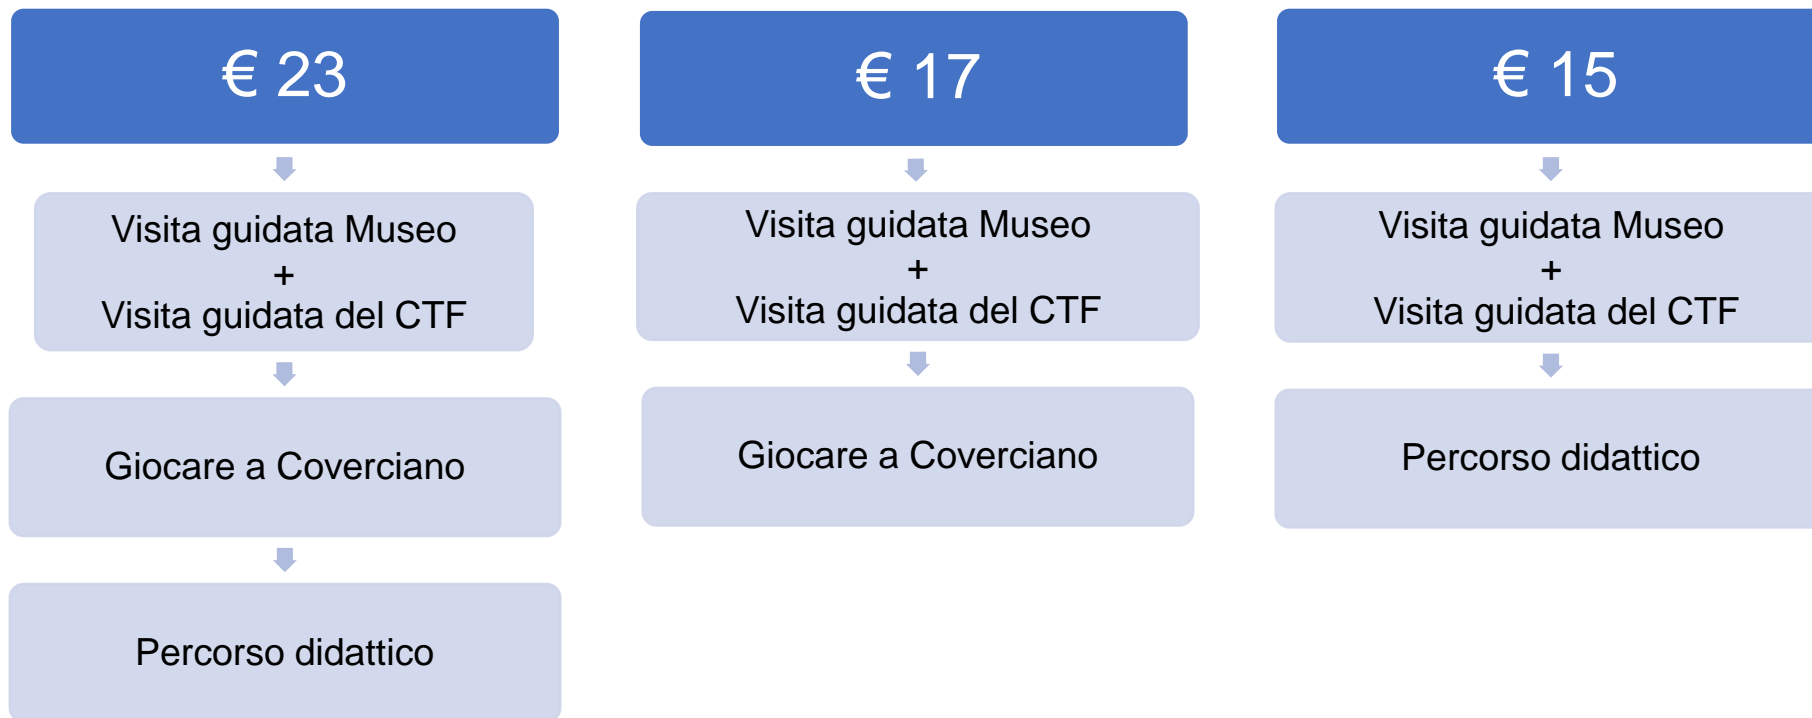 € 23
Visita guidata Museo
+
Visita guidata del CTF
Giocare a Coverciano
Percorso didattico
€ 17
Visita guidata Museo
+
Visita guidata del CTF
Giocare a Coverciano
€ 15
Visita guidata Museo
+
Visita guidata del CTF
Percorso didattico